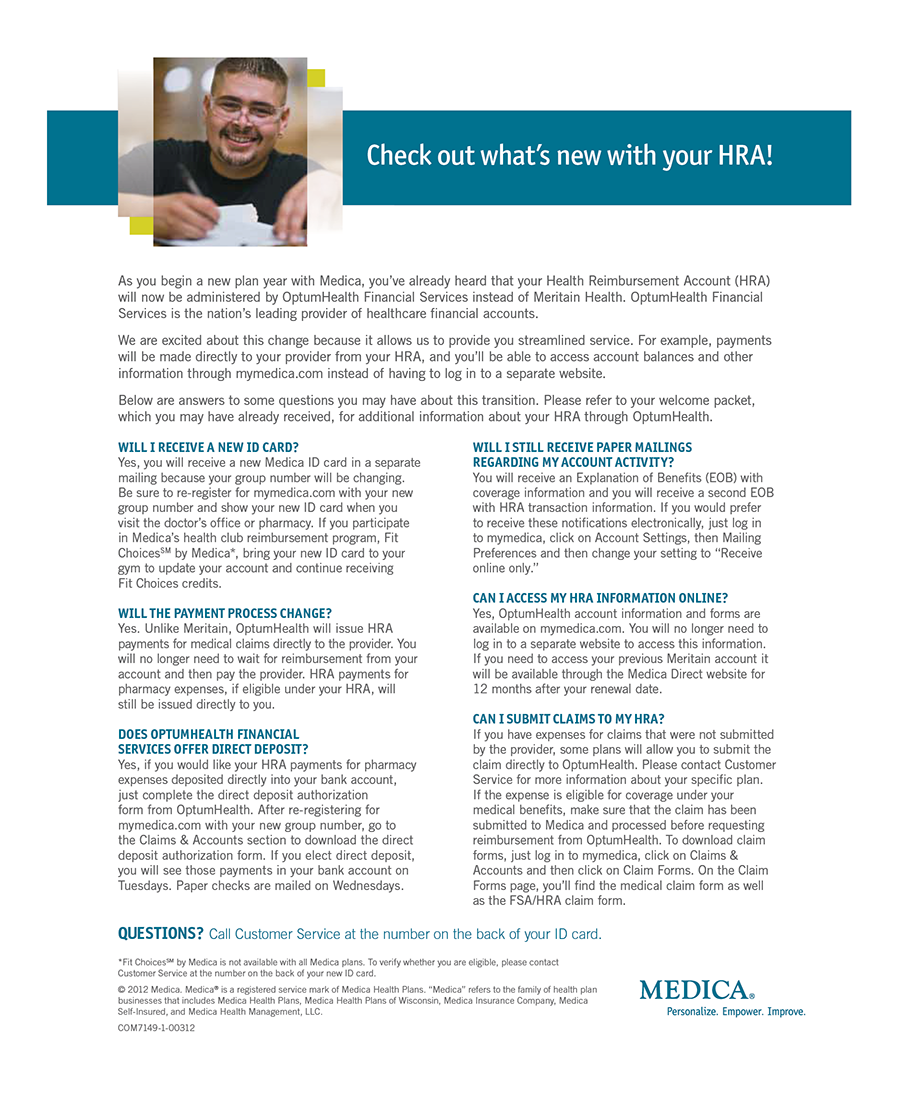 Check out what's new with your HRA!
As you begin a new plan year with Medica, you've already heard that your Health Reimbursement Account (HRA)
will now be administered by OptumHealth Financial Services instead of Meritain Health. OptumHealth Financial
Services is the nation's leading provider of healthcare financial accounts.
We are excited about this change because it allows us to provide you streamlined service. For example, payments
will be made directly to your provider from your HRA, and you'll be able to access account balances and other
information through mymedica.com instead of having to log in to a separate website.
Below are answers to some questions you may have about this transition. Please refer to your welcome packet,
which you may have already received, for additional information about your HRA through OptumHealth.
WILL I RECEIVE A NEW ID CARD?
Yes, you will receive a new Medica ID card in a separate
mailing because your group number will be changing.
Be sure to re-register for mymedica.com with your new
group number and show your new ID card when you
visit the doctor's office or pharmacy. If you participate
in Medica's health club reimbursement program, Fit
Choices℠ by Medica*, bring your new ID card to your
gym to update your account and continue receiving
Fit Choices credits.
WILL THE PAYMENT PROCESS CHANGE?
Yes. Unlike Meritain, OptumHealth will issue HRA
payments for medical claims directly to the provider. You
will no longer need to wait for reimbursement from your
account and then pay the provider. HRA payments for
pharmacy expenses, if eligible under your HRA, will
still be issued directly to you.
DOES OPTUMHEALTH FINANCIAL
SERVICES OFFER DIRECT DEPOSIT?
Yes, if you would like your HRA payments for pharmacy
expenses deposited directly into your bank account,
just complete the direct deposit authorization
form from OptumHealth. After re-registering for
mymedica.com with your new group number, go to
the Claims & Accounts section to download the direct
deposit authorization form. If you elect direct deposit,
you will see those payments in your bank account on
Tuesdays. Paper checks are mailed on Wednesdays.
WILL I STILL RECEIVE PAPER MAILINGS
REGARDING MY ACCOUNT ACTIVITY?
You will receive an Explanation of Benefits (EOB) with
coverage information and you will receive a second EOB
with HRA transaction information. If you would prefer
to receive these notifications electronically, just log in
to mymedica, click on Account Settings, then Mailing
Preferences and then change your setting to “Receive
online only.”
CAN I ACCESS MY HRA INFORMATION ONLINE?
Yes, OptumHealth account information and forms are
available on mymedica.com. You will no longer need to
log in to a separate website to access this information.
If you need to access your previous Meritain account it
will be available through the Medica Direct website for
12 months after your renewal date.
CAN I SUBMIT CLAIMS TO MY HRA?
If you have expenses for claims that were not submitted
by the provider, some plans will allow you to submit the
claim directly to OptumHealth. Please contact Customer
Service for more information about your specific plan.
If the expense is eligible for coverage under your
medical benefits, make sure that the claim has been
submitted to Medica and processed before requesting
reimbursement from OptumHealth. To download claim
forms, just log in to mymedica, click on Claims &
Accounts and then click on Claim Forms. On the Claim
Forms page, you'll find the medical claim form as well
as the FSA/HRA claim form.
QUESTIONS? Call Customer Service at the number on the back of your ID card.
*Fit Choices℠ by Medica is not available with all Medica plans. To verify whether you are eligible, please contact
Customer Service at the number on the back of your new ID card.
© 2012 Medica. Medica® is a registered service mark of Medica Health Plans. “Medica” refers to the family of health plan
businesses that includes Medica Health Plans, Medica Health Plans of Wisconsin, Medica Insurance Company, Medica
Self-Insured, and Medica Health Management, LLC.
COM7149-1-00312
MEDICA®
Personalize. Empower. Improve.